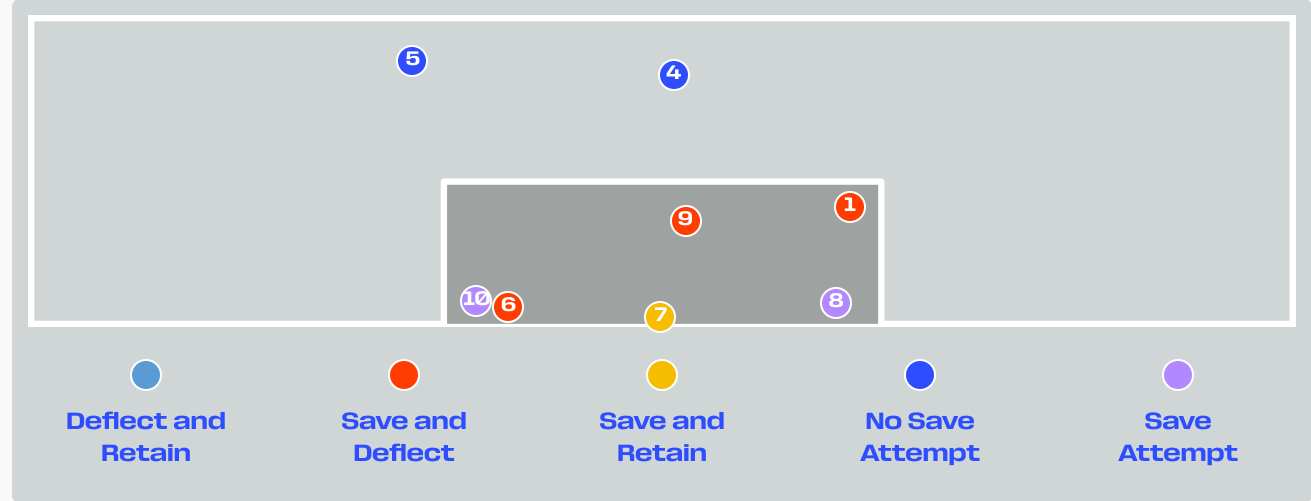 5
4
1
9
10
6
8
7
Deflect and
Retain
Save and
Deflect
Save and
Retain
No Save
Attempt
Save
Attempt